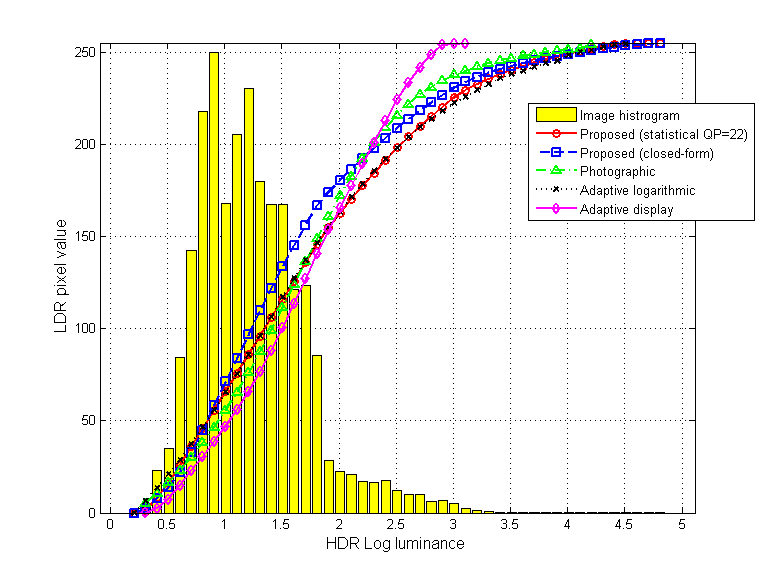 250
200
150
100
50
0
LDR pixel value
Image histrogram
Proposed (statistical QP=22)
Proposed (closed-form)
Photographic
Adaptive logarithmic
Adaptive display
0 0.5 1 1.5 2 2.5 3 3.5 4 4.5 5
HDR Log luminance